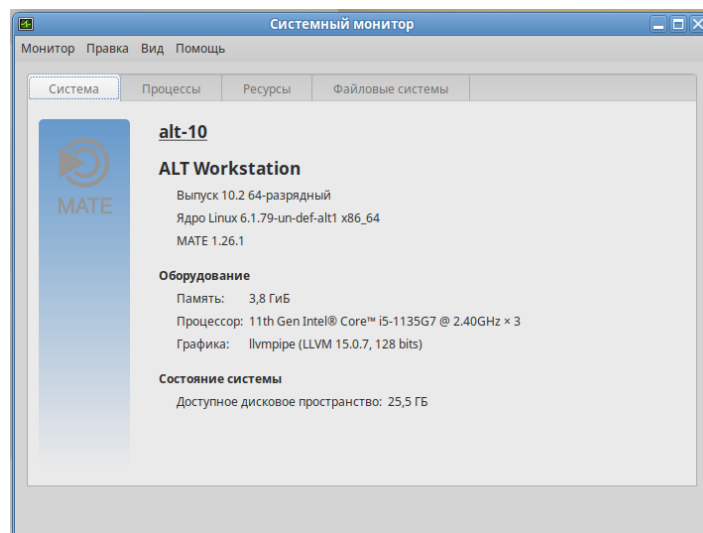 Системный монитор
Монитор Правка Вид Помощь
Система Процессы Ресурсы Файловые системы
MATE
alt-10
ALT Workstation
Выпуск 10.2 64-разрядный
Ядро Linux 6.1.79-un-def-alt1 x86_64
MATE 1.26.1
Оборудование
Память: 3,8 ГиБ
Процессор: 11th Gen Intel® Core™ i5-1135G7 @ 2.40GHz × 3
Графика: llvmpipe (LLVM 15.0.7, 128 bits)
Состояние системы
Доступное дисковое пространство: 25,5 ГБ